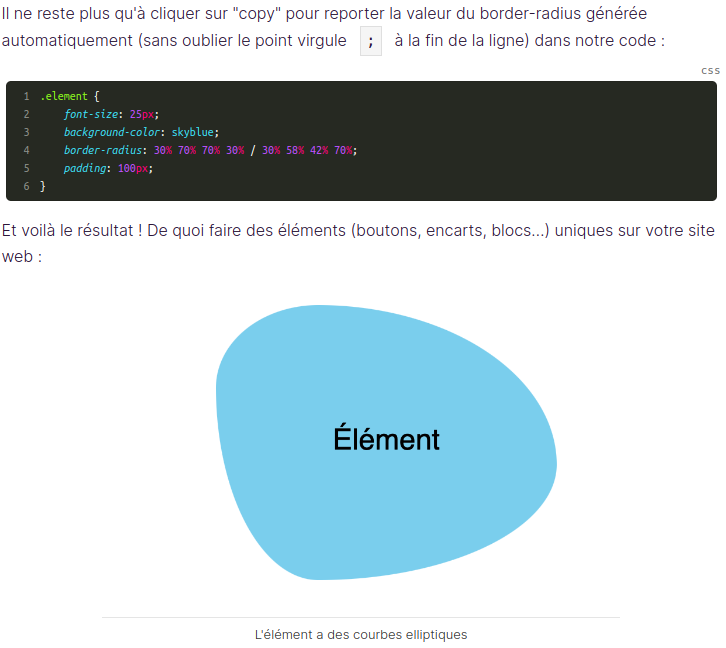 Il ne reste plus qu'à cliquer sur "copy" pour reporter la valeur du border-radius générée
automatiquement (sans oublier le point virgule ; à la fin de la ligne) dans notre code :
css
1 .element {
2 font-size: 25px;
3 background-color: skyblue;
4 border-radius: 30% 70% 70% 30% / 30% 58% 42% 70%;
5 padding: 100px;
6 }
Et voilà le résultat ! De quoi faire des éléments (boutons, encarts, blocs…) uniques sur votre site
web :
Élément
L'élément a des courbes elliptiques